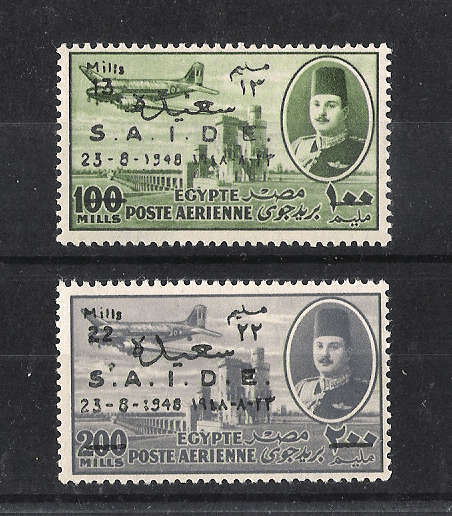 Mills مليم
13 ١٣
سعيدة
S.A.I.D.E.
23-8-1948 ١٩٤٨-٨-٢٣
100 EGYPTE مصر ١٠٠
MILLS POSTE AERIENNE بريد جوى مليم
Mills مليم
22 ٢٢
سعيدة
S.A.I.D.E.
23-8-1948 ١٩٤٨-٨-٢٣
200 EGYPTE مصر ٢٠٠
MILLS POSTE AERIENNE بريد جوى مليم